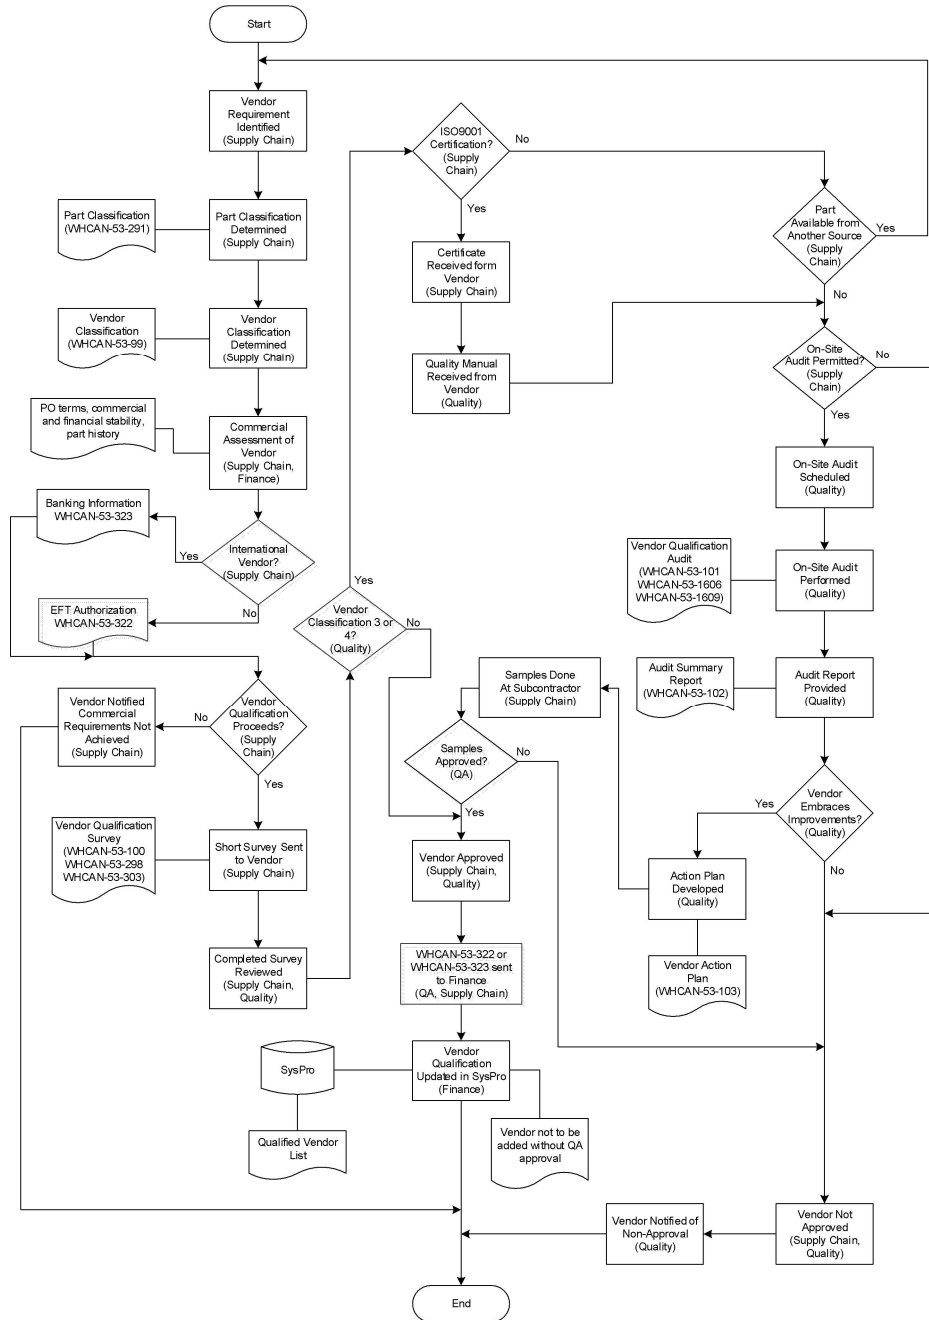 Start
Vendor
Requirement
Identified
(Supply Chain)
Part Classification
(WHCAN-53-291)
Part Classification
Determined
(Supply Chain)
Vendor
Classification
(WHCAN-53-99)
Vendor
Classification
Determined
(Supply Chain)
PO terms, commercial
and financial stability,
part history
Commercial
Assessment of
Vendor
(Supply Chain,
Finance)
Banking Information
WHCAN-53-323
Yes
International
Vendor?
(Supply Chain)
No
EFT Authorization
WHCAN-53-322
Vendor Notified
Commercial
Requirements Not
Achieved
(Supply Chain)
No
Vendor
Qualification
Proceeds?
(Supply
Chain)
Yes
Vendor Qualification
Survey
(WHCAN-53-100
WHCAN-53-298
WHCAN-53-303)
Short Survey Sent
to Vendor
(Supply Chain)
Completed Survey
Reviewed
(Supply Chain,
Quality)
Yes
Vendor
Classification 3 or
4?
(Quality)
No
ISO9001
Certification?
(Supply
Chain)
No
Yes
Certificate
Received form
Vendor
(Supply Chain)
Quality Manual
Received from
Vendor
(Quality)
Part
Available from
Another Source
(Supply
Chain)
Yes
No
On-Site
Audit Permitted?
(Supply
Chain)
No
Yes
On-Site Audit
Scheduled
(Quality)
Vendor Qualification
Audit
(WHCAN-53-101
WHCAN-53-1606
WHCAN-53-1609)
On-Site Audit
Performed
(Quality)
Audit Summary
Report
(WHCAN-53-102)
Audit Report
Provided
(Quality)
Vendor
Embraces
Improvements?
(Quality)
Yes
No
Action Plan
Developed
(Quality)
Vendor Action
Plan
(WHCAN-53-103)
Samples Done
At Subcontractor
(Supply Chain)
Samples
Approved?
(QA)
No
Yes
Vendor Approved
(Supply Chain,
Quality)
WHCAN-53-322 or
WHCAN-53-323 sent
to Finance
(QA, Supply Chain)
Vendor
Qualification
Updated in SysPro
(Finance)
SysPro
Qualified Vendor
List
Vendor not to be
added without QA
approval
Vendor Not
Approved
(Supply Chain,
Quality)
Vendor Notified of
Non-Approval
(Quality)
End